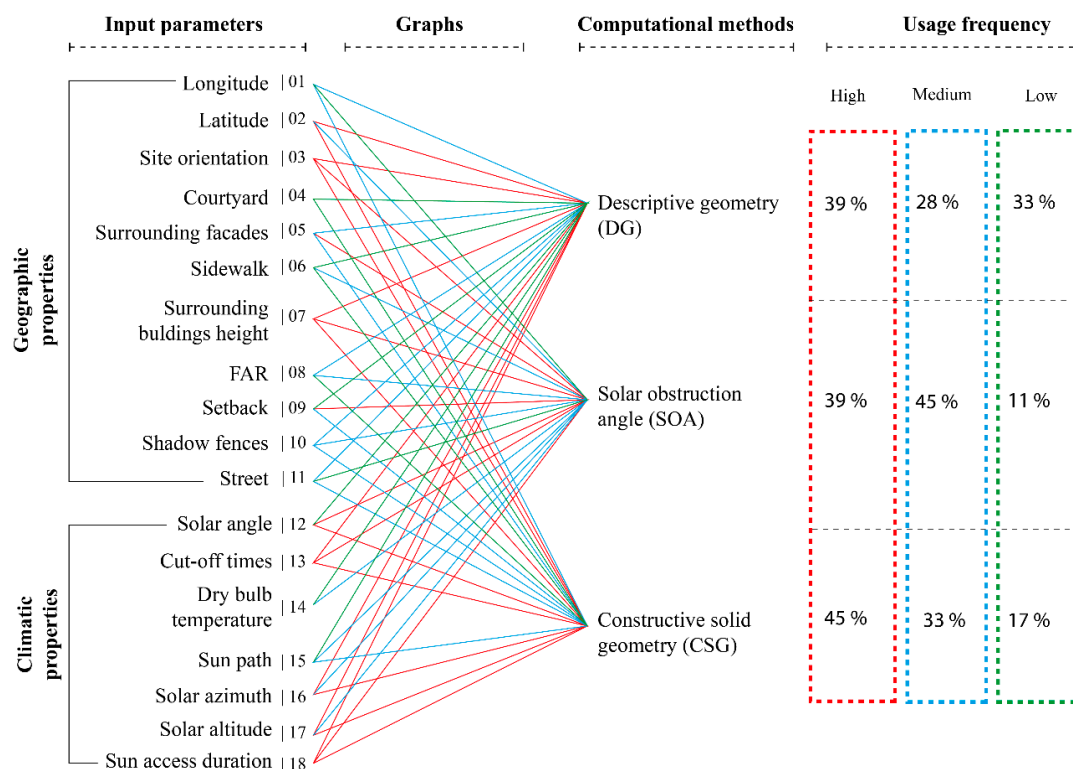 Input parameters Graphs Computational methods Usage frequency
High Medium Low
Geographic
properties
Longitude | 01
Latitude | 02
Site orientation | 03
Courtyard | 04
Surrounding facades | 05
Sidewalk | 06
Surrounding
buldings height | 07
FAR | 08
Setback | 09
Shadow fences | 10
Street | 11
Climatic
properties
Solar angle | 12
Cut-off times | 13
Dry bulb
temperature | 14
Sun path | 15
Solar azimuth | 16
Solar altitude | 17
Sun access duration | 18
Descriptive geometry
(DG)
39 % 28 % 33 %
Solar obstruction
angle (SOA)
39 % 45 % 11 %
Constructive solid
geometry (CSG)
45 % 33 % 17 %